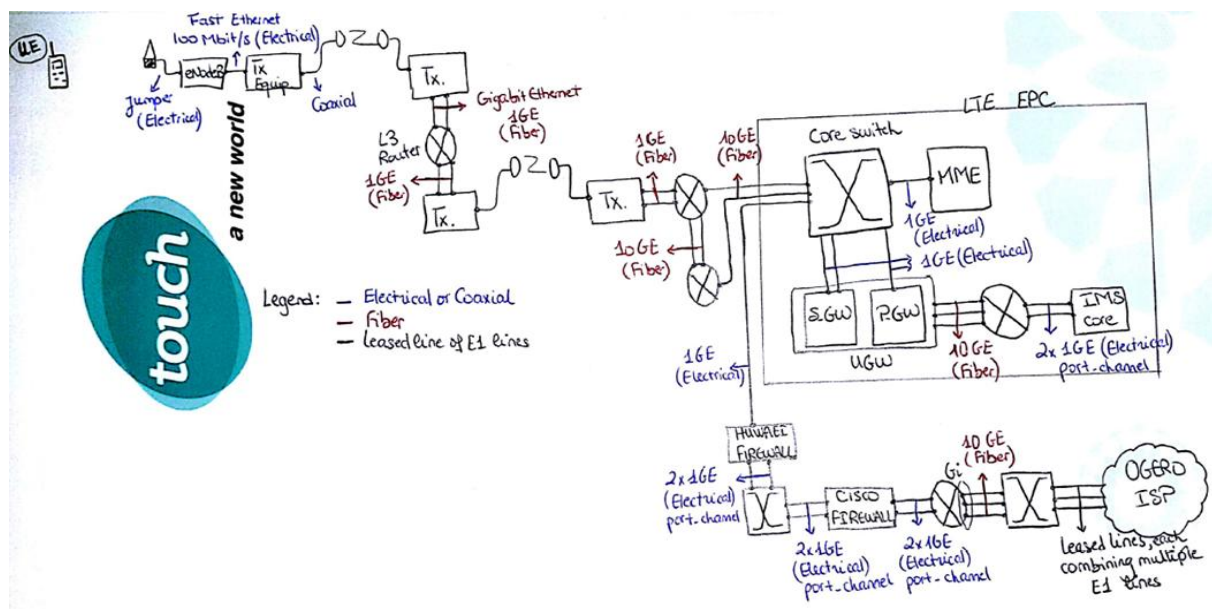 UE
Fast Ethernet
100 Mbit/s (Electrical)
eNodeB
Tx
Equip
Jumper
(Electrical)
Coaxial
Tx.
Gigabit Ethernet
1GE
(Fiber)
L3
Router
1GE
(Fiber)
Tx.
Tx.
1GE
(Fiber)
10GE
(Fiber)
10GE
(Fiber)
LTE EPC
Core switch
MME
1GE
(Electrical)
1GE (Electrical)
S.GW
P.GW
UGW
10GE
(Fiber)
IMS
core
2x 1GE (Electrical)
port-channel
a new world
touch
Legend:
— Electrical or Coaxial
— Fiber
— leased line of E1 lines
1GE
(Electrical)
HUWAEI
FIREWALL
2x1GE
(Electrical)
port-channel
CISCO
FIREWALL
2x1GE
(Electrical)
port-channel
2x1GE
(Electrical)
port-channel
Gi
10GE
(Fiber)
OGERO
ISP
leased lines, each
combining multiple
E1 lines